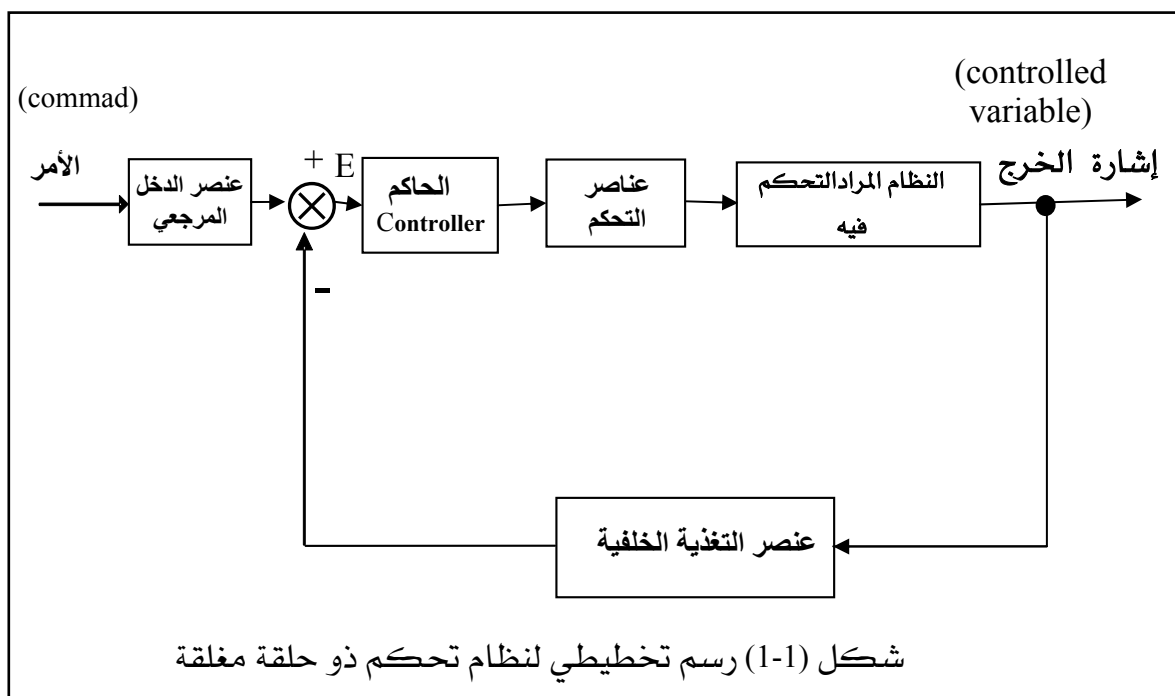 (commad)
(controlled
variable)
الأمر
عنصر الدخل
المرجعي
+ E
الحاكم
Controller
عناصر
التحكم
النظام المرادالتحكم
فيه
إشارة الخرج
-
عنصر التغذية الخلفية
شكل (1-1) رسم تخطيطي لنظام تحكم ذو حلقة مغلقة